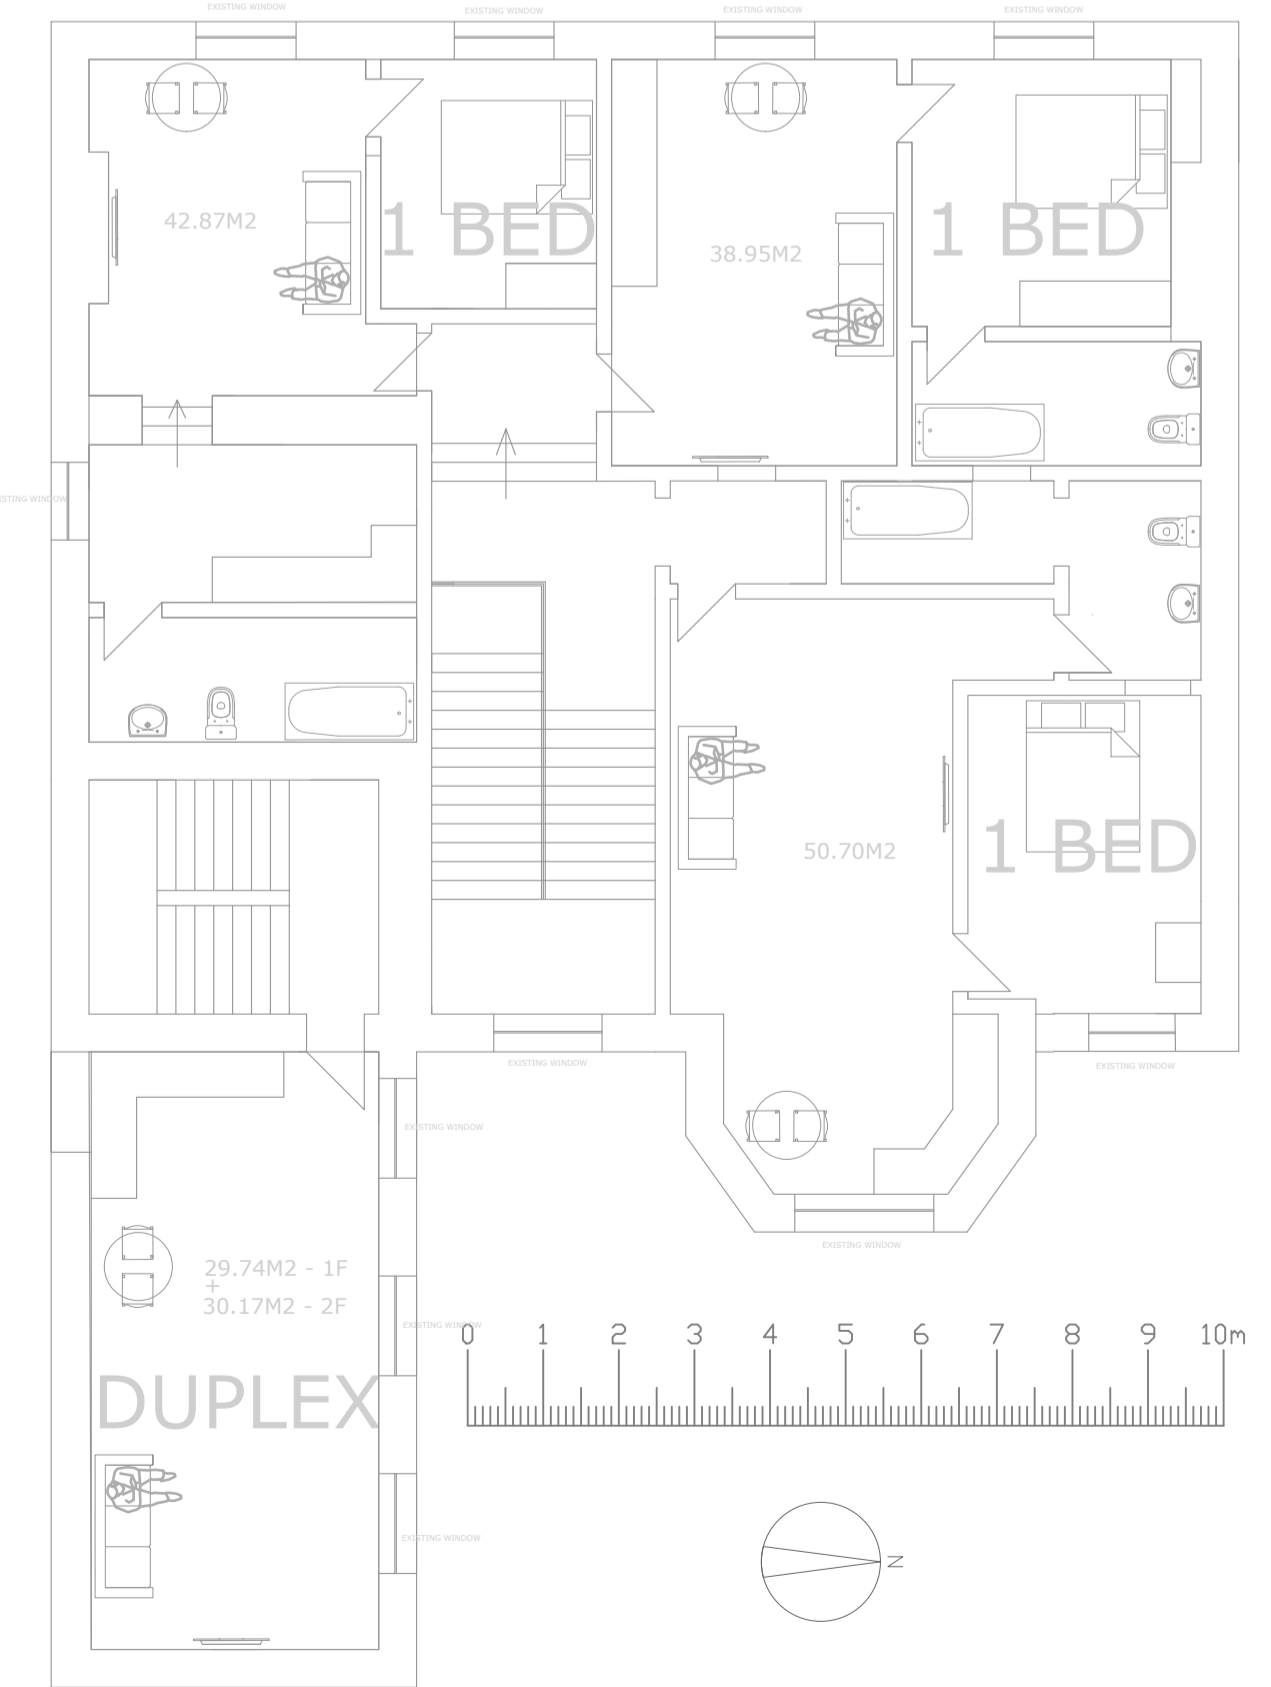 EXISTING WINDOW
EXISTING WINDOW
EXISTING WINDOW
EXISTING WINDOW
42.87M2
1 BED
38.95M2
1 BED
STING WINDOW
50.70M2
1 BED
EXISTING WINDOW
EXISTING WINDOW
EXISTING WINDOW
EXISTING WINDOW
29.74M2 - 1F
+
30.17M2 - 2F
EXISTING WINDOW
0 1 2 3 4 5 6 7 8 9 10m
DUPLEX
EXISTING WINDOW
N